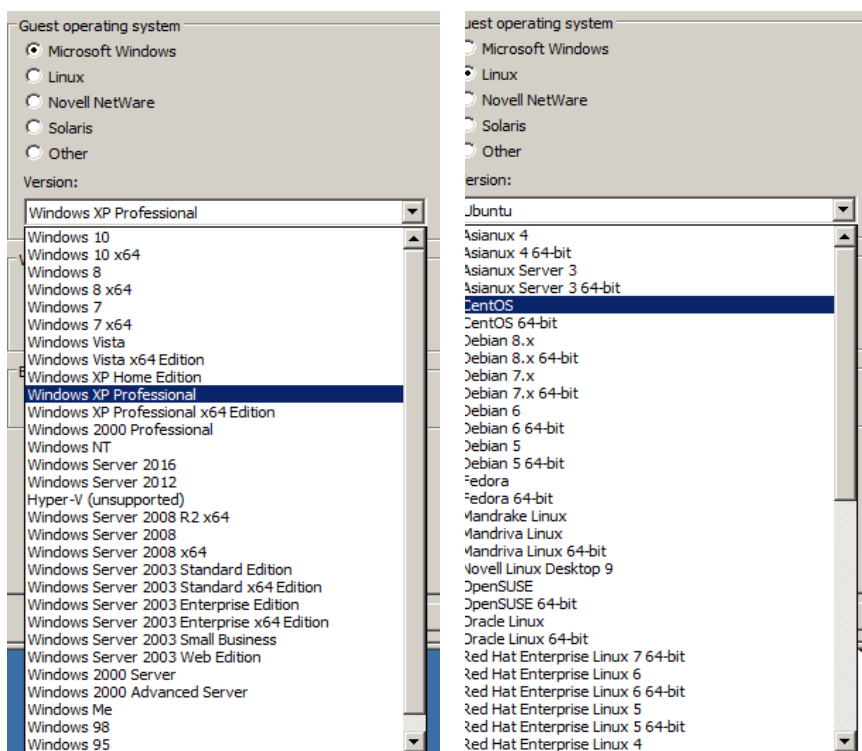 Guest operating system
Microsoft Windows
Linux
Novell NetWare
Solaris
Other
Version:
Windows XP Professional
Windows 10
Windows 10 x64
Windows 8
Windows 8 x64
Windows 7
Windows 7 x64
Windows Vista
Windows Vista x64 Edition
Windows XP Home Edition
Windows XP Professional
Windows XP Professional x64 Edition
Windows 2000 Professional
Windows NT
Windows Server 2016
Windows Server 2012
Hyper-V (unsupported)
Windows Server 2008 R2 x64
Windows Server 2008
Windows Server 2008 x64
Windows Server 2003 Standard Edition
Windows Server 2003 Standard x64 Edition
Windows Server 2003 Enterprise Edition
Windows Server 2003 Enterprise x64 Edition
Windows Server 2003 Small Business
Windows Server 2003 Web Edition
Windows 2000 Server
Windows 2000 Advanced Server
Windows Me
Windows 98
Windows 95
uest operating system
Microsoft Windows
Linux
Novell NetWare
Solaris
Other
ersion:
Ubuntu
Asianux 4
Asianux 4 64-bit
Asianux Server 3
Asianux Server 3 64-bit
CentOS
CentOS 64-bit
Debian 8.x
Debian 8.x 64-bit
Debian 7.x
Debian 7.x 64-bit
Debian 6
Debian 6 64-bit
Debian 5
Debian 5 64-bit
Fedora
Fedora 64-bit
Mandrake Linux
Mandriva Linux
Mandriva Linux 64-bit
Novell Linux Desktop 9
OpenSUSE
OpenSUSE 64-bit
Oracle Linux
Oracle Linux 64-bit
Red Hat Enterprise Linux 7 64-bit
Red Hat Enterprise Linux 6
Red Hat Enterprise Linux 6 64-bit
Red Hat Enterprise Linux 5
Red Hat Enterprise Linux 5 64-bit
Red Hat Enterprise Linux 4